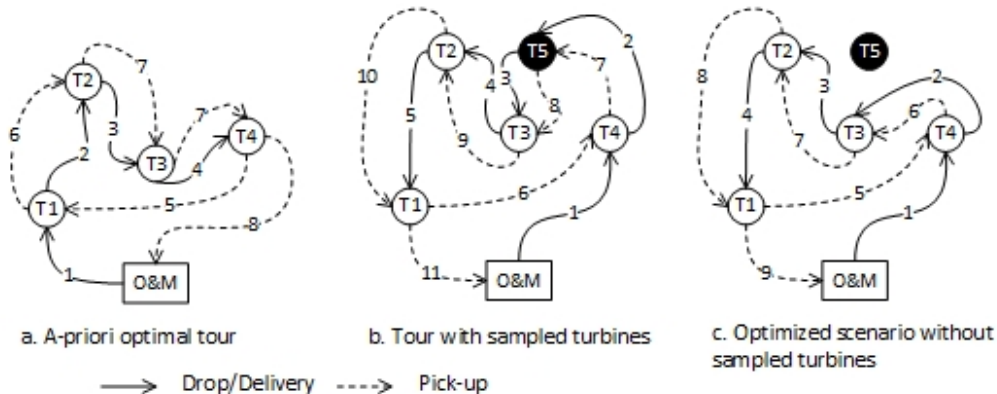 10
T2
7
6
3
7
T3
T4
2
4
T1
5
8
1
O&M
T2
T5
2
10
3
7
4
8
5
T3
T4
9
T1
6
1
11
O&M
T2
T5
8
2
3
6
4
T3
T4
7
T1
5
1
9
O&M
a. A-priori optimal tour
b. Tour with sampled turbines
c. Optimized scenario without
sampled turbines
Drop/Delivery
Pick-up